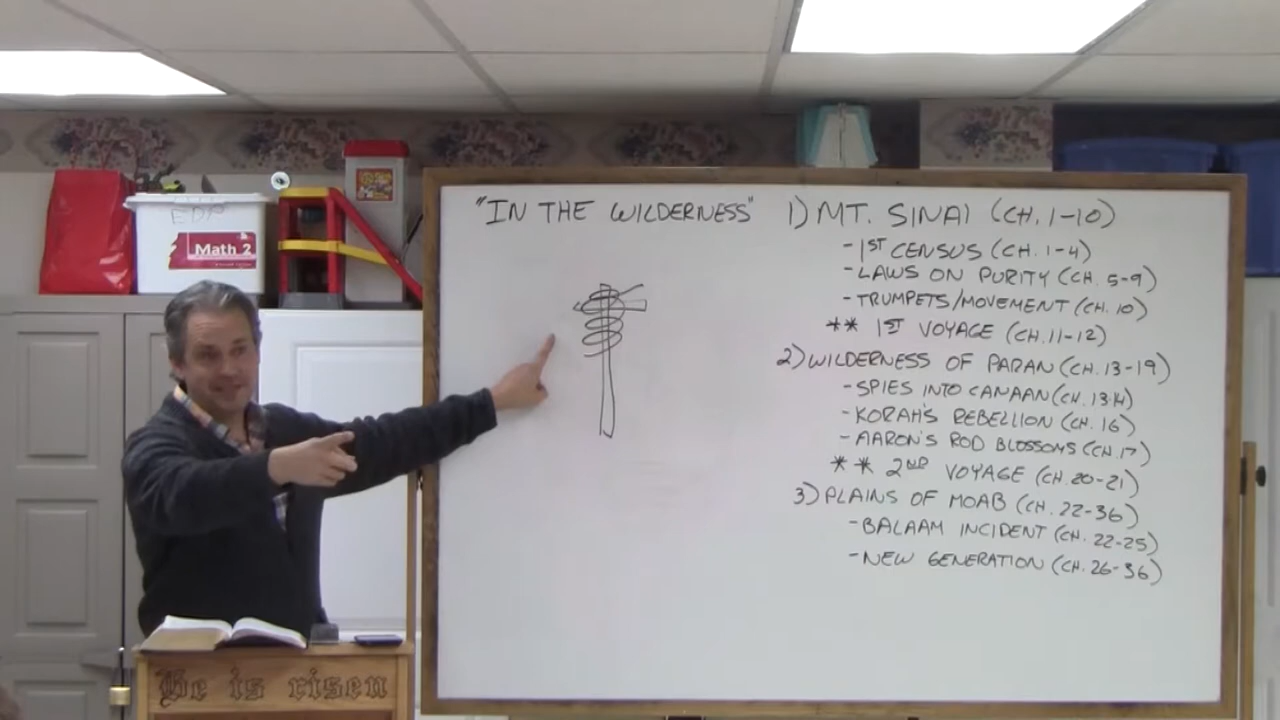 EDP
Math 2
"IN THE WILDERNESS" 1) MT. SINAI (CH. 1-10)
-1ST CENSUS (CH. 1-4)
-LAWS ON PURITY (CH. 5-9)
-TRUMPETS/MOVEMENT (CH. 10)
** 1ST VOYAGE (CH. 11-12)
2) WILDERNESS OF PARAN (CH. 13-19)
-SPIES INTO CANAAN (CH. 13-14)
-KORAH'S REBELLION (CH. 16)
-AARON'S ROD BLOSSOMS (CH. 17)
** 2ND VOYAGE (CH. 20-21)
3) PLAINS OF MOAB (CH. 22-36)
-BALAAM INCIDENT (CH. 22-25)
-NEW GENERATION (CH. 26-36)
He is risen